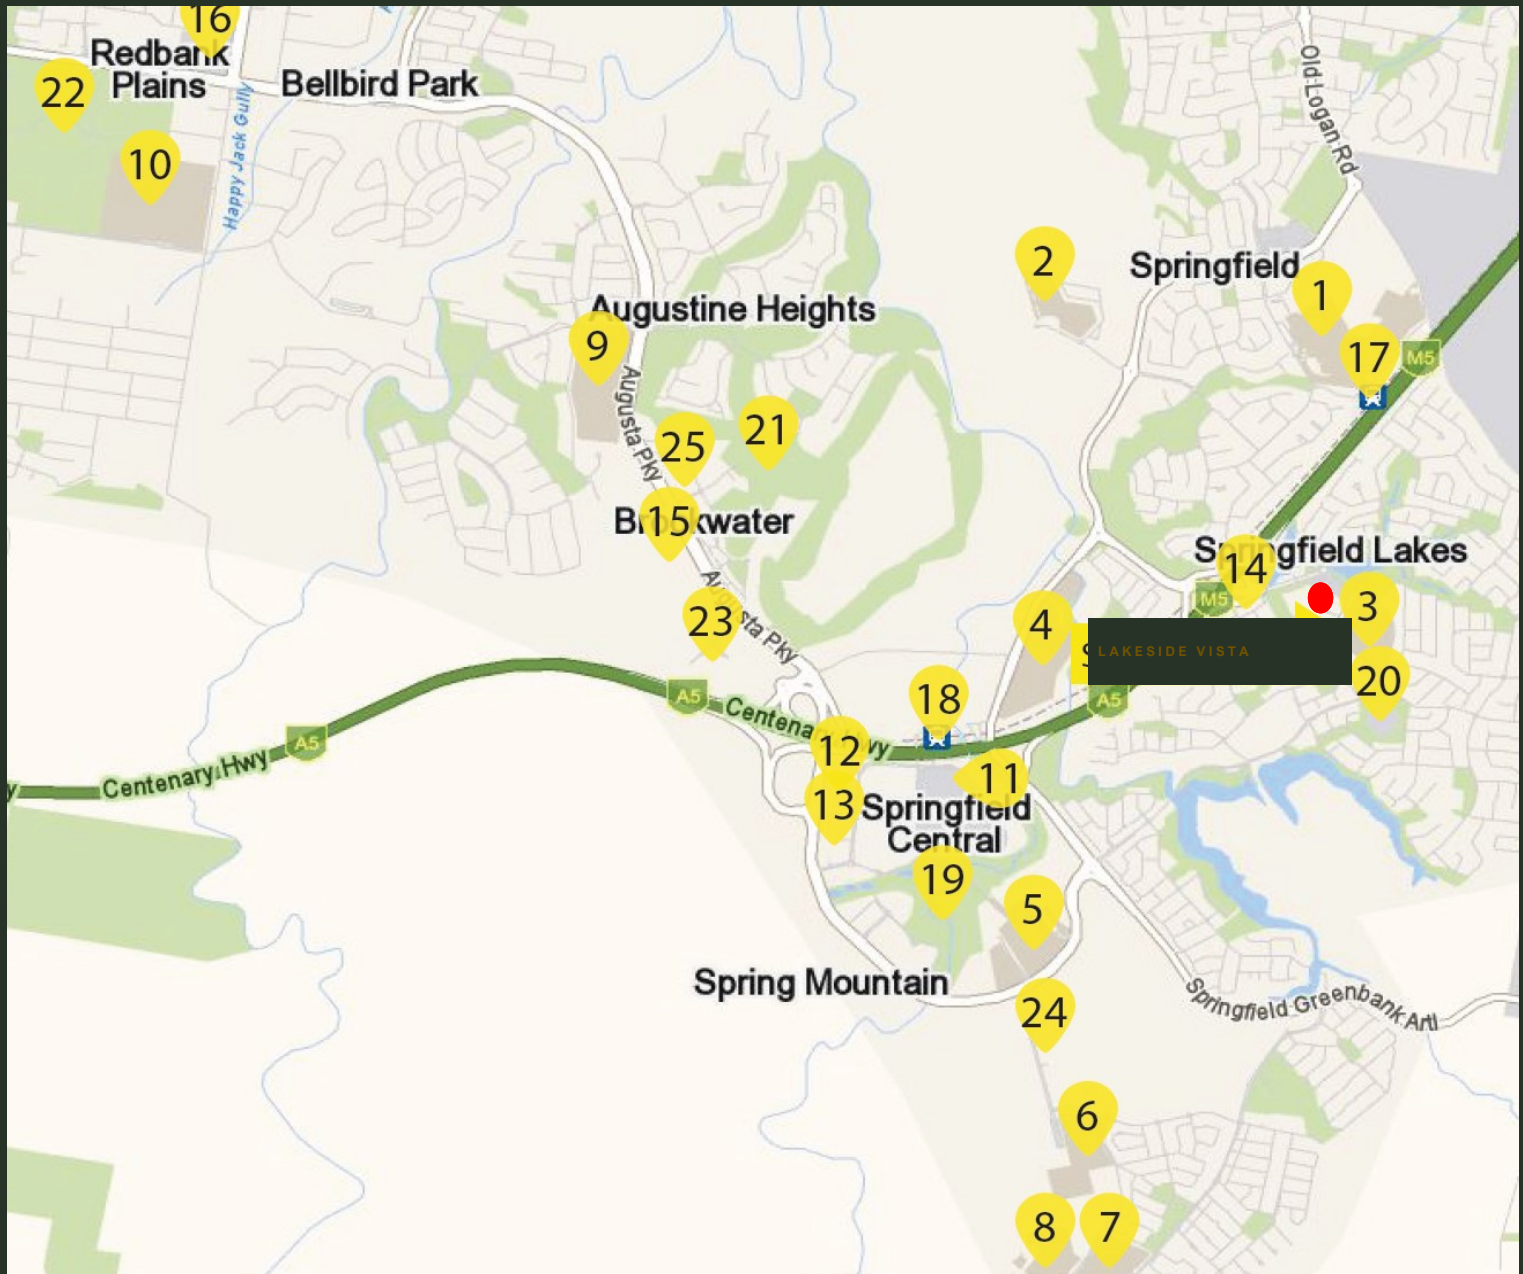 16
Redbank
Plains
22
Bellbird Park
10
Happy Jack Gully
Old Logan Rd
2
Springfield
1
Augustine Heights
9
17
M5
Augusta Pky
25
21
15
14
Springfield Lakes
M5
3
Augusta Pky
23
4
LAKESIDE VISTA
20
A5
18
A5
Centenary Hwy
A5
12
Centenary Hwy
11
13
Springfield
Central
19
5
Spring Mountain
24
Springfield Greenbank Artl
6
8
7